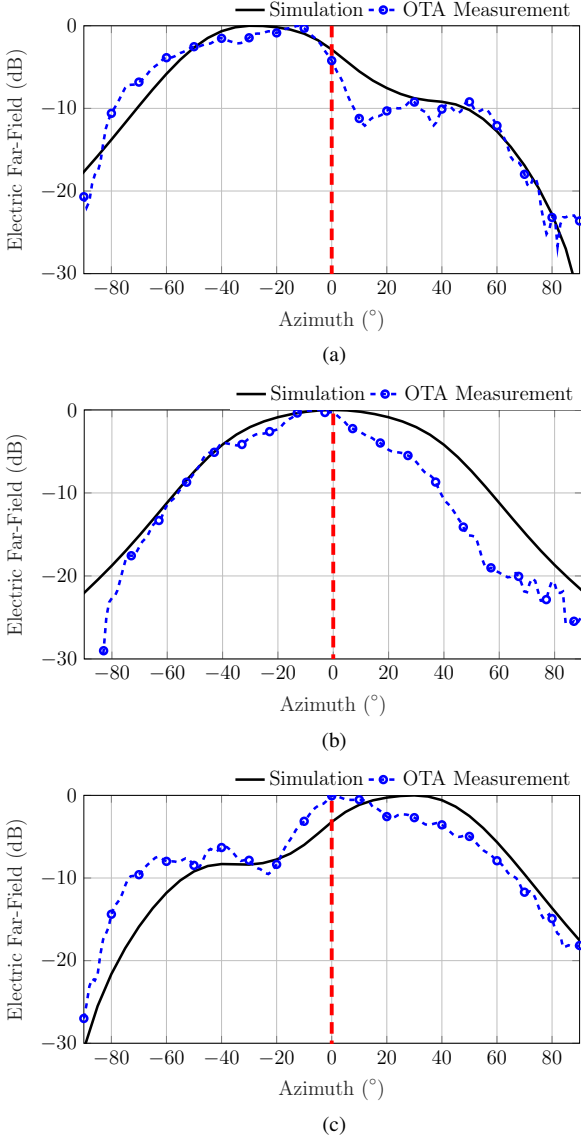 Simulation OTA Measurement
0
−10
−20
−30
Electric Far-Field (dB)
−80 −60 −40 −20 0 20 40 60 80
Azimuth (°)
(a)
Simulation OTA Measurement
0
−10
−20
−30
Electric Far-Field (dB)
−80 −60 −40 −20 0 20 40 60 80
Azimuth (°)
(b)
Simulation OTA Measurement
0
−10
−20
−30
Electric Far-Field (dB)
−80 −60 −40 −20 0 20 40 60 80
Azimuth (°)
(c)